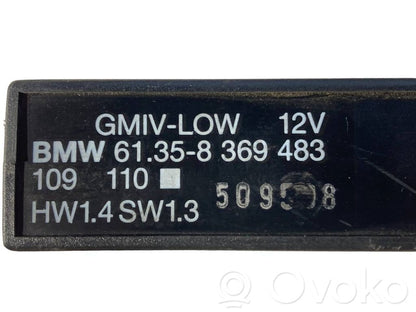 GMIV-LOW 12V
BMW 61.35-8 369 483
109 110
HW1.4 SW1.3
© Ovoko